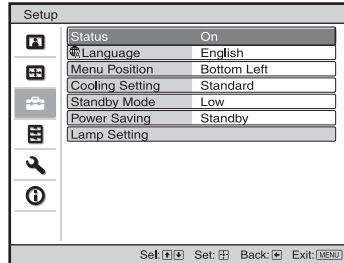 Setup
Status On
Language English
Menu Position Bottom Left
Cooling Setting Standard
Standby Mode Low
Power Saving Standby
Lamp Setting
Sel: Set: Back: Exit: MENU